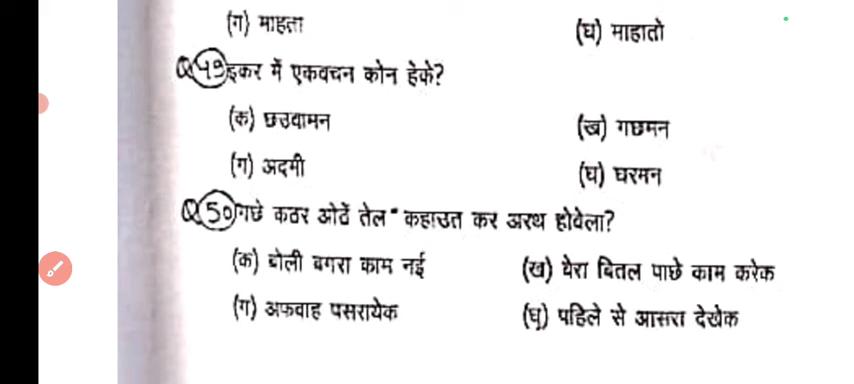 (ग) माहता (घ) माहातो
Q49 इकर में एकवचन कोन हेके?
(क) छउवामन (ख) गछमन
(ग) अदमी (घ) घरमन
Q50 गछे कठर ओठें तेल" कहाउत कर अरथ होवेला?
(क) बोली बगरा काम नई (ख) बेरा बितल पाछे काम करेक
(ग) अफवाह पसरायेक (घ) पहिले से आसरा देखेक